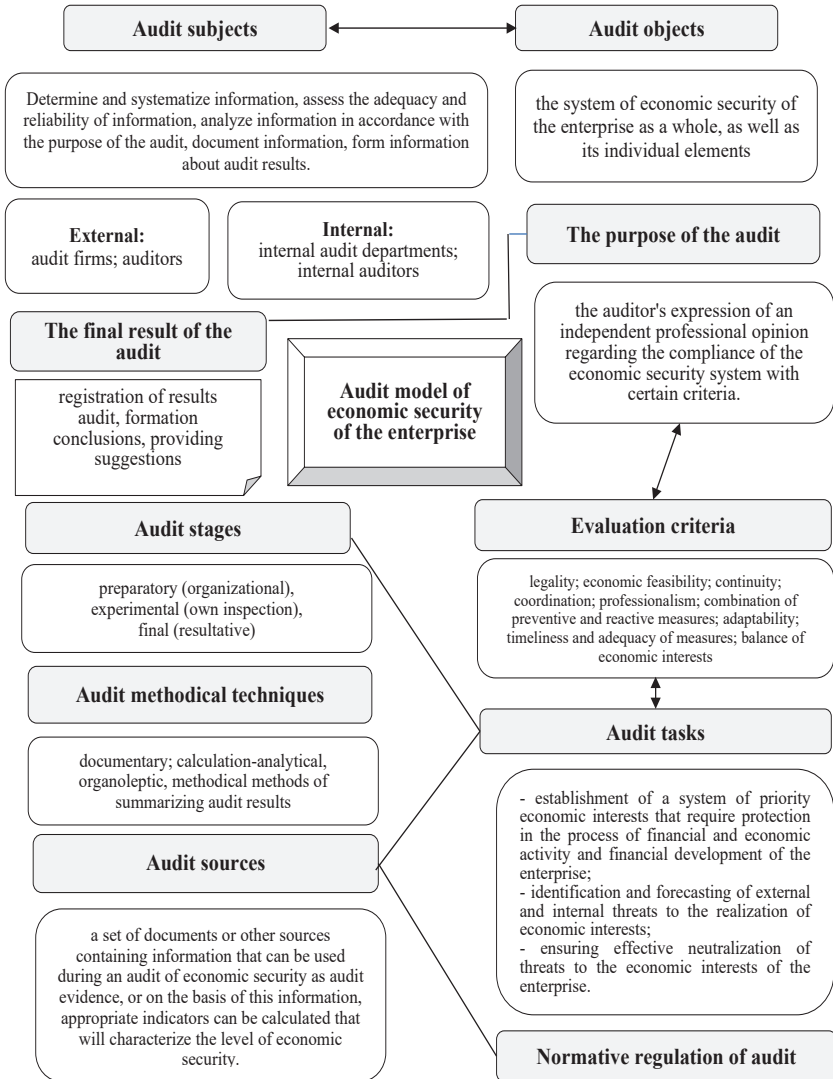 Audit subjects
Audit objects
Determine and systematize information, assess the adequacy and
reliability of information, analyze information in accordance with
the purpose of the audit, document information, form information
about audit results.
the system of economic security of
the enterprise as a whole, as well as
its individual elements
External:
audit firms; auditors
Internal:
internal audit departments;
internal auditors
The purpose of the audit
The final result of the
audit
the auditor's expression of an
independent professional opinion
regarding the compliance of the
economic security system with
certain criteria.
registration of results
audit, formation
conclusions, providing
suggestions
Audit model of
economic security
of the enterprise
Audit stages
Evaluation criteria
preparatory (organizational),
experimental (own inspection),
final (resultative)
legality; economic feasibility; continuity;
coordination; professionalism; combination of
preventive and reactive measures; adaptability;
timeliness and adequacy of measures; balance of
economic interests
Audit methodical techniques
Audit tasks
documentary; calculation-analytical,
organoleptic, methodical methods of
summarizing audit results
- establishment of a system of priority
economic interests that require protection
in the process of financial and economic
activity and financial development of the
enterprise;
- identification and forecasting of external
and internal threats to the realization of
economic interests;
- ensuring effective neutralization of
threats to the economic interests of the
enterprise.
Audit sources
a set of documents or other sources
containing information that can be used
during an audit of economic security as audit
evidence, or on the basis of this information,
appropriate indicators can be calculated that
will characterize the level of economic
security.
Normative regulation of audit